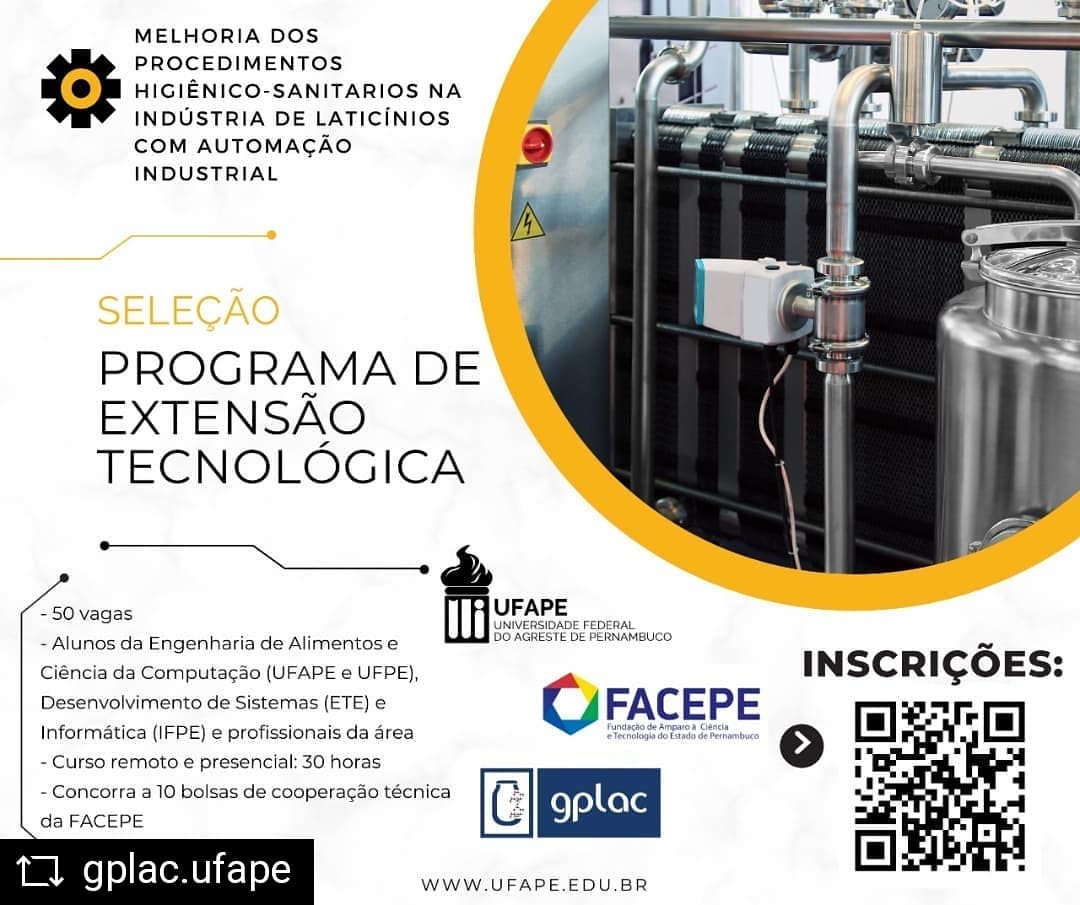 MELHORIA DOS
PROCEDIMENTOS
HIGIÊNICO-SANITARIOS NA
INDÚSTRIA DE LATICÍNIOS
COM AUTOMAÇÃO
INDUSTRIAL
SELEÇÃO
PROGRAMA DE
EXTENSÃO
TECNOLÓGICA
- 50 vagas
- Alunos da Engenharia de Alimentos e
Ciência da Computação (UFAPE e UFPE),
Desenvolvimento de Sistemas (ETE) e
Informática (IFPE) e profissionais da área
- Curso remoto e presencial: 30 horas
- Concorra a 10 bolsas de cooperação técnica
da FACEPE
UFAPE
UNIVERSIDADE FEDERAL
DO AGRESTE DE PERNAMBUCO
FACEPE
Fundação de Amparo à Ciência
e Tecnologia do Estado de Pernambuco
gplac
INSCRIÇÕES:
gplac.ufape
WWW.UFAPE.EDU.BR